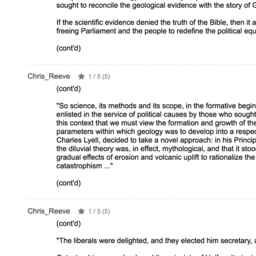 sought to reconcile the geological evidence with the story of
If the scientific evidence denied the truth of the Bible, then it a
freeing Parliament and the people to redefine the political equ
(cont'd)
Chris_Reeve ★ 1 / 5 (5)
(cont'd)
"So science, its methods and its scope, in the formative begin
enlisted in the service of political causes by those who sought
this context that we must view the formation and growth of the
parameters within which geology was to develop into a respec
Charles Lyell, decided to take a novel approach: in his Princip
the diluvial theory was, in effect, mythological, and that it stoo
gradual effects of erosion and volcanic uplift to rationalize the
catastrophism ..."
(cont'd)
Chris_Reeve ★ 1 / 5 (5)
(cont'd)
"The liberals were delighted, and they elected him secretary, a